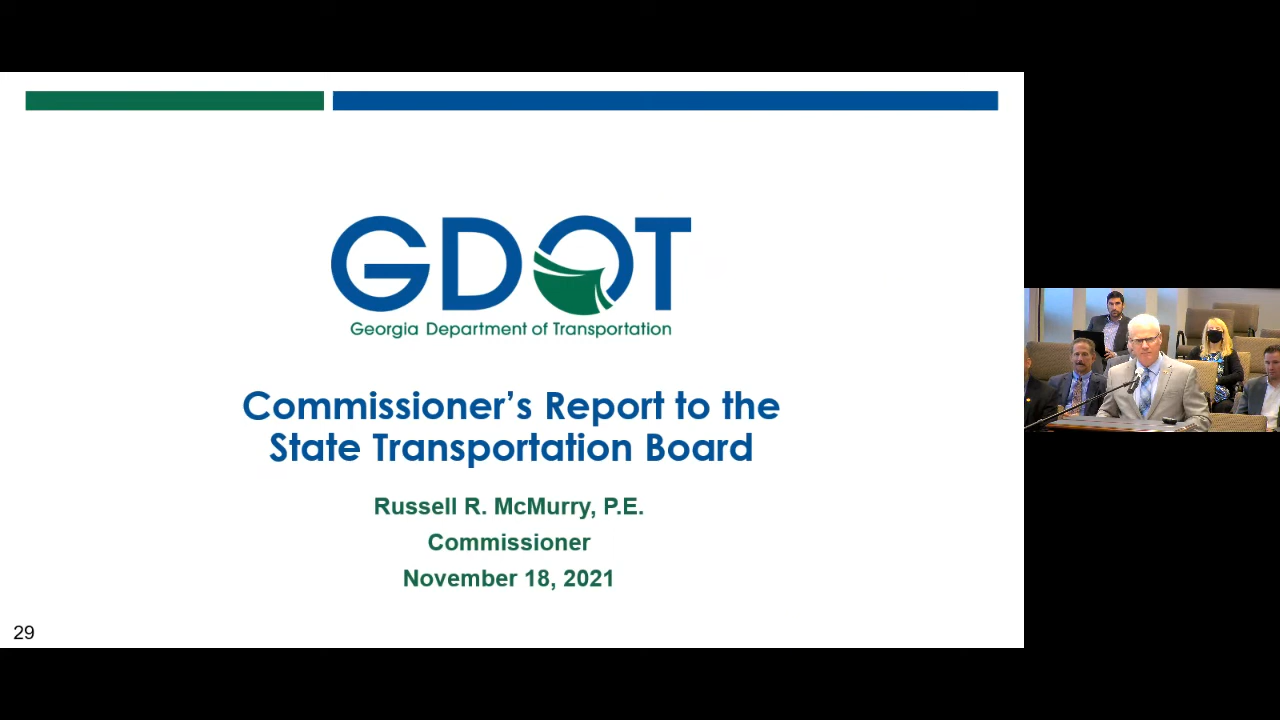 GDOT
Georgia Department of Transportation
Commissioner's Report to the
State Transportation Board
Russell R. McMurry, P.E.
Commissioner
November 18, 2021
29